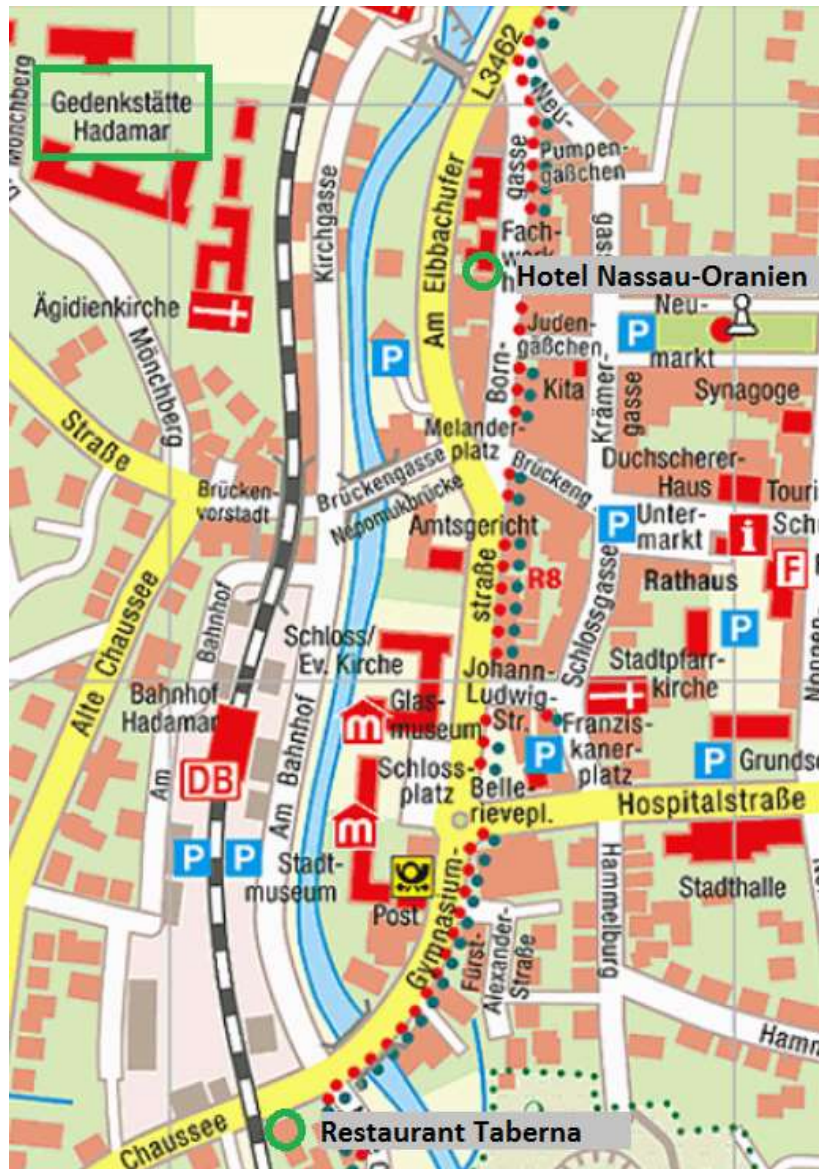 Mönchberg
Gedenkstätte
Hadamar
L3462
Neu-
gasse
Pumpen-
gäßchen
Kirchgasse
Am Elbbachufer
Fach-
Hotel Nassau-Oranien
Ägidienkirche
Mönchberg
P
Juden-
gäßchen
P
Neu-
markt
Born-
Kita
Krämer-
gasse
Synagoge
Straße
Melander-
platz
Brückeng.
Duchscherer-
Haus
Touri
Brücken-
vorstadt
Brückengasse
Nepomukbrücke
Amtsgericht
P
Unter-
markt
i
Sch
straße
R8
Schlossgasse
Rathaus
F
P
Alte Chaussee
Am Bahnhof
Schloss/
Ev. Kirche
Johann-
Ludwig-
Str.
Stadtpfarr-
kirche
Nonnen-
Bahnhof
Hadamar
Glas-
museum
m
Franzis-
kaner-
platz
P
P
Grundsc
DB
Am Bahnhof
Schloss-
platz
Belle-
rievepl.
Hospitalstraße
m
P
P
Stadt-
museum
Post
Gymnasium-
Stadthalle
Hammelburg
Fürst-
Alexander-
Straße
Hamm
Chaussee
Restaurant Taberna